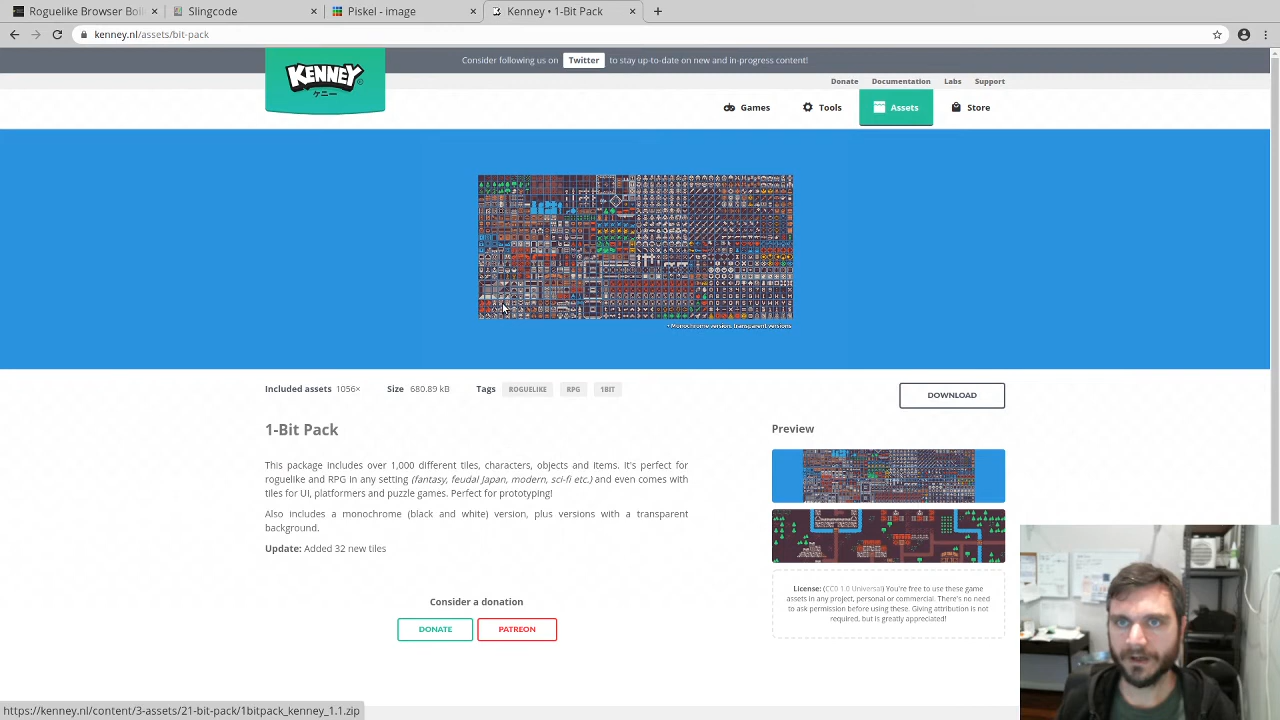 Roguelike Browser Boil
Slingcode
Piskel - image
Kenney • 1-Bit Pack
kenney.nl/assets/bit-pack
Consider following us on Twitter to stay up-to-date on new and in-progress content!
KENNEY
ケニー
Donate Documentation Labs Support
Games Tools Assets Store
+ Monochrome version, transparent versions
Included assets 1056× Size 680.89 kB Tags ROGUELIKE RPG 1BIT
DOWNLOAD
1-Bit Pack
Preview
This package includes over 1,000 different tiles, characters, objects and items. It's perfect for
roguelike and RPG in any setting (fantasy, feudal Japan, modern, sci-fi etc.) and even comes with
tiles for UI, platformers and puzzle games. Perfect for prototyping!
Also includes a monochrome (black and white) version, plus versions with a transparent
background.
Update: Added 32 new tiles
License: (CC0 1.0 Universal) You're free to use these game
assets in any project, personal or commercial. There's no need
to ask permission before using these. Giving attribution is not
required, but is greatly appreciated!
Consider a donation
DONATE PATREON
https://kenney.nl/content/3-assets/21-bit-pack/1bitpack_kenney_1.1.zip